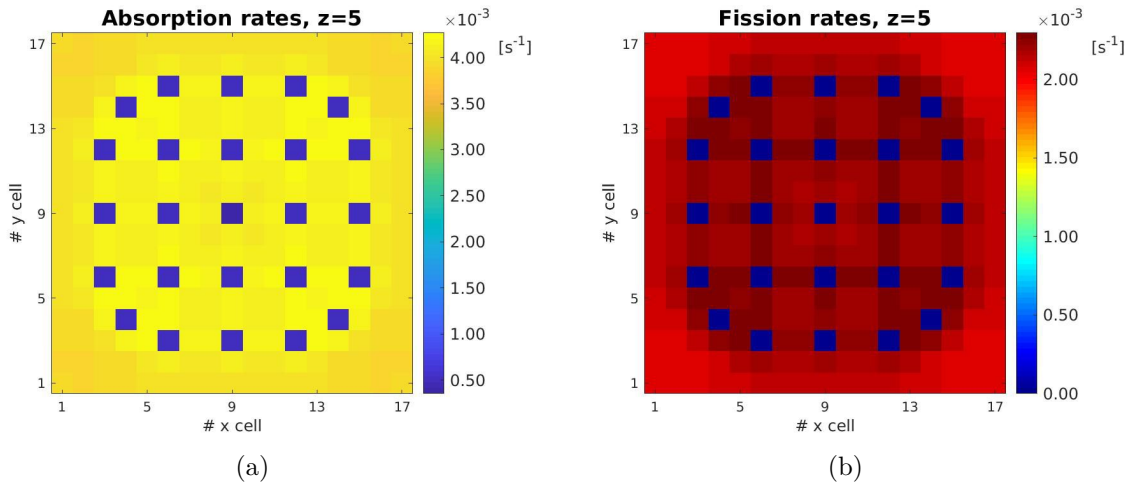 Absorption rates, z=5
×10⁻³
[s⁻¹]
17
13
9
5
1
# y cell
1 5 9 13 17
# x cell
4.00
3.50
3.00
2.50
2.00
1.50
1.00
0.50
(a)
Fission rates, z=5
×10⁻³
[s⁻¹]
17
13
9
5
1
# y cell
1 5 9 13 17
# x cell
2.00
1.50
1.00
0.50
0.00
(b)